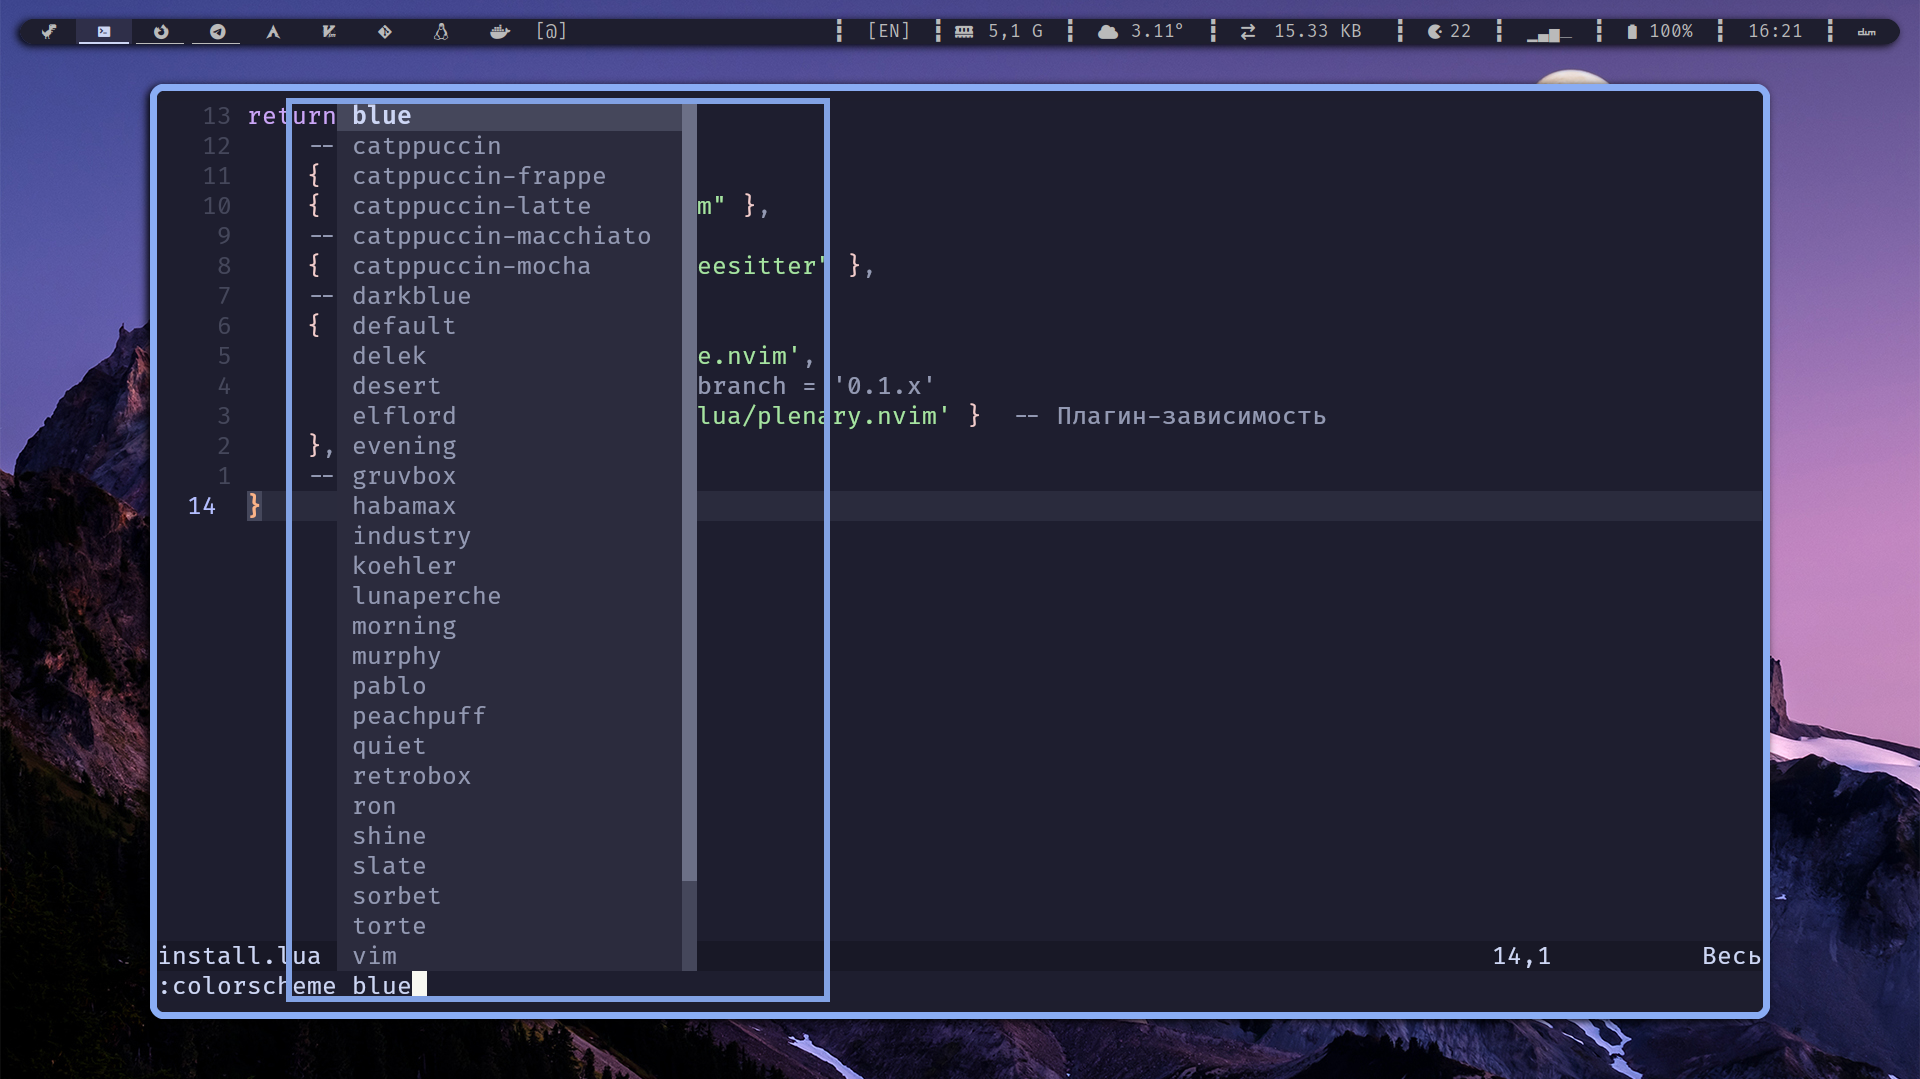 [@] [EN] 5,1 G 3.11° 15.33 KB 22 100% 16:21 dwm
13 return blue
12 -- catppuccin
11 { catppuccin-frappe
10 { catppuccin-latte m" },
9 -- catppuccin-macchiato
8 { catppuccin-mocha eesitter' },
7 -- darkblue
6 { default
5 delek e.nvim',
4 desert branch = '0.1.x'
3 elflord lua/plenary.nvim' } -- Плагин-зависимость
2 }, evening
1 -- gruvbox
14 } habamax
industry
koehler
lunaperche
morning
murphy
pablo
peachpuff
quiet
retrobox
ron
shine
slate
sorbet
torte
install.lua vim 14,1 Весь
:colorscheme blue